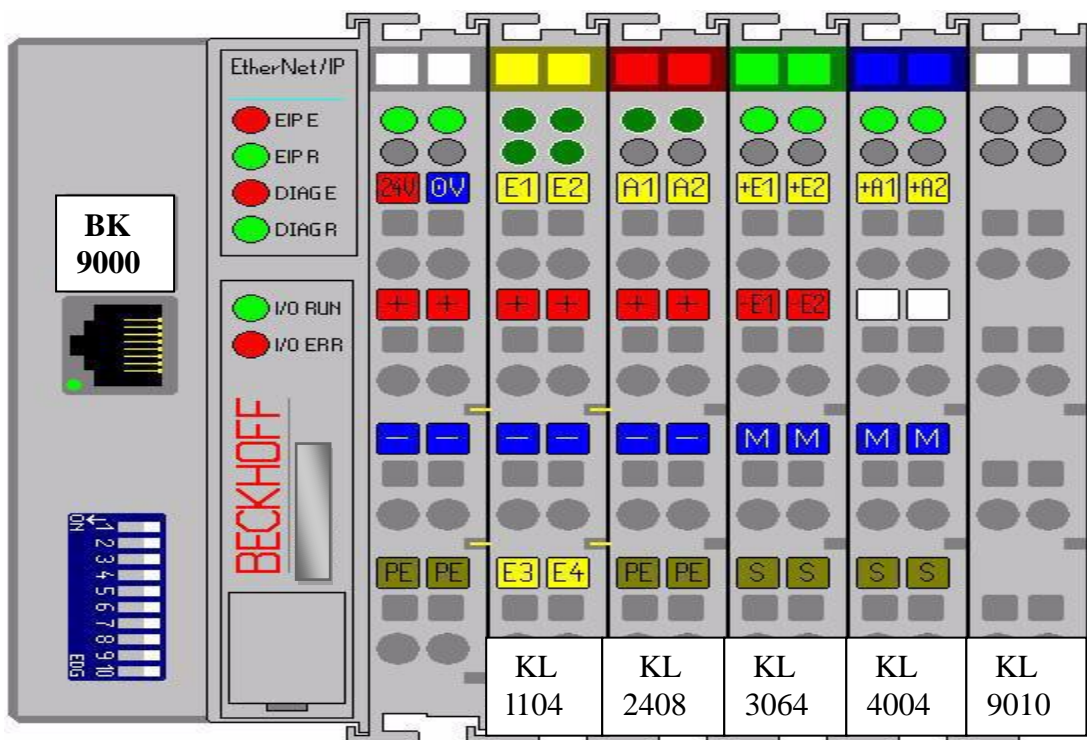 EtherNet/IP
EIP E
EIP R
DIAG E
DIAG R
BK
9000
I/O RUN
I/O ERR
BECKHOFF
ON
1
2
3
4
5
6
7
8
9
10
EDG
24V 0V E1 E2 A1 A2 +E1 +E2 +A1 +A2
+ + + + + + -E1 -E2
- - - - - - M M M M
PE PE E3 E4 PE PE S S S S
KL
1104
KL
2408
KL
3064
KL
4004
KL
9010